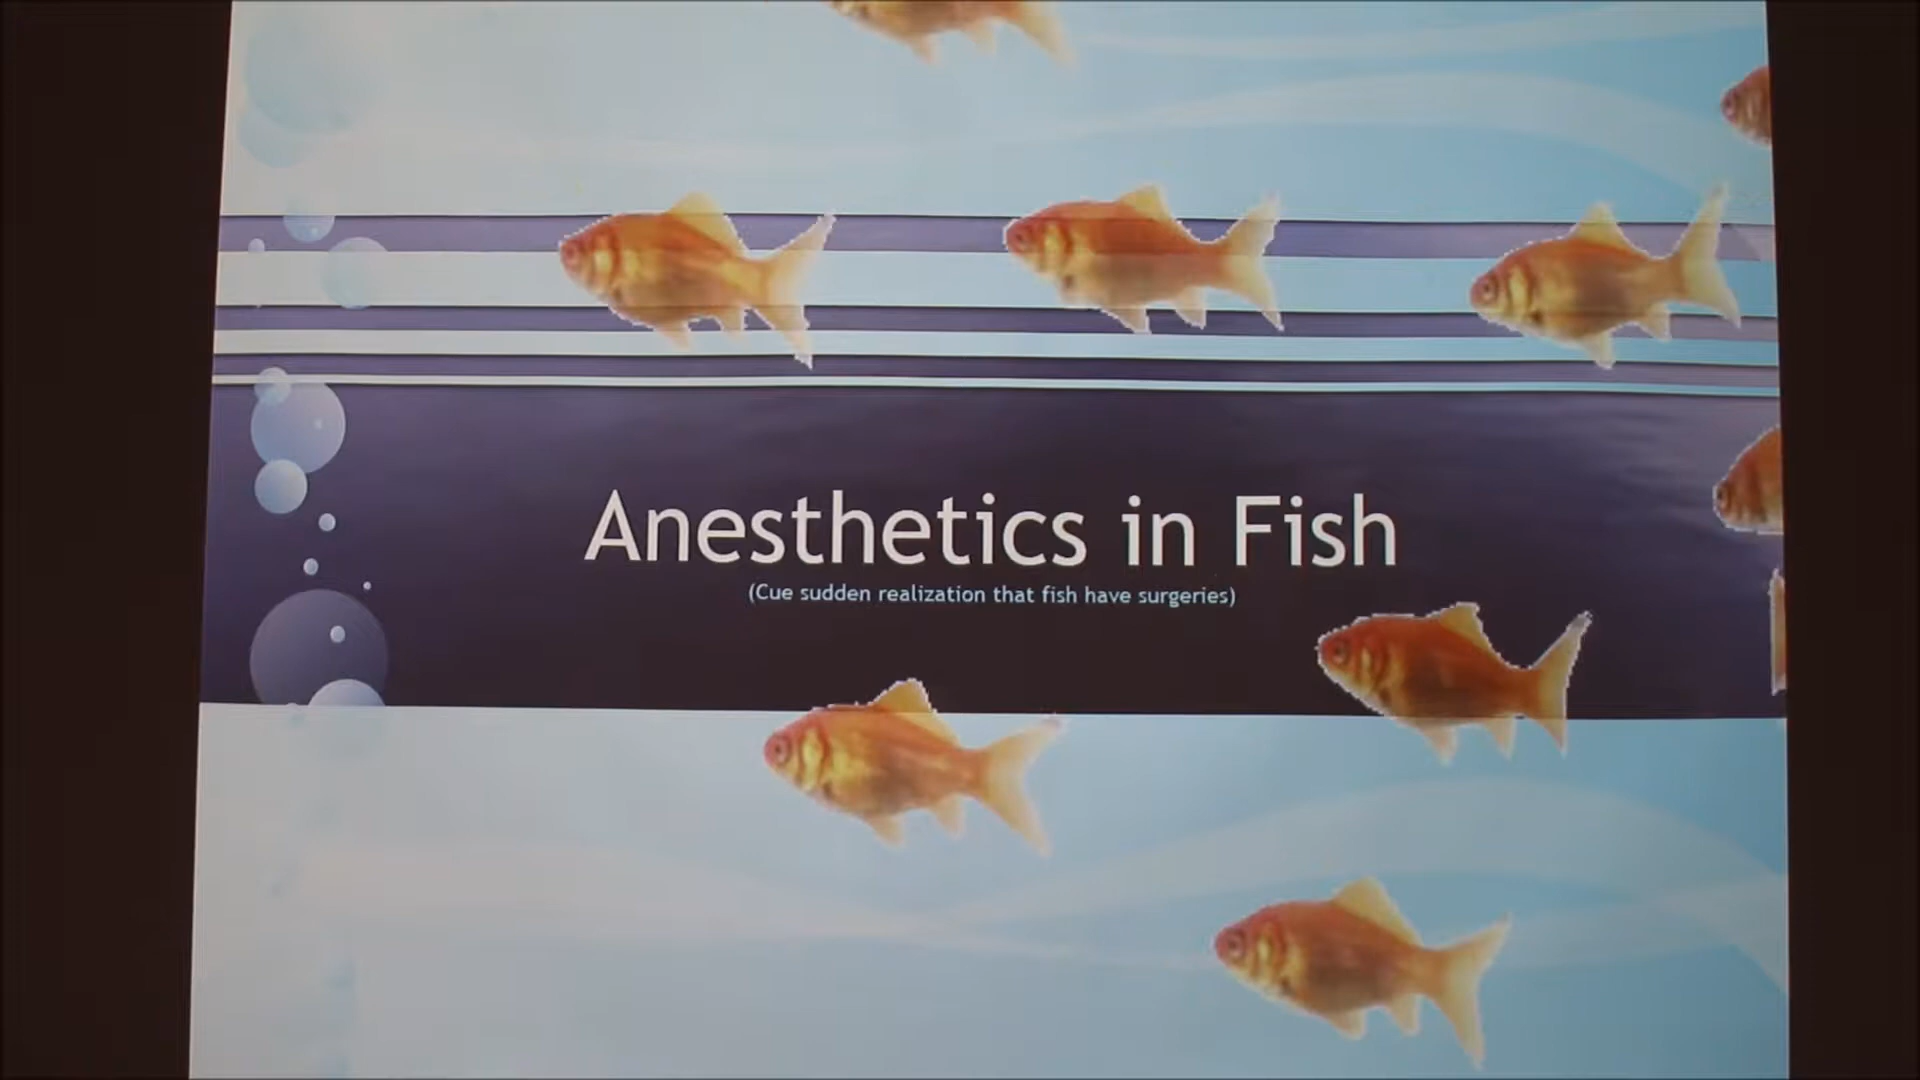 Anesthetics in Fish
(Cue sudden realization that fish have surgeries)